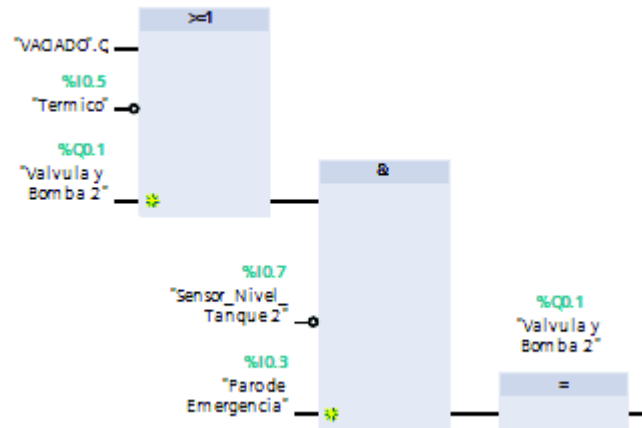 >=1
"VACIADO".Q
%I0.5
"Termico"
%Q0.1
"Valvula y
Bomba 2"
&
%I0.7
"Sensor_Nivel_
Tanque 2"
%Q0.1
"Valvula y
Bomba 2"
%I0.3
"Paro de
Emergencia"
=